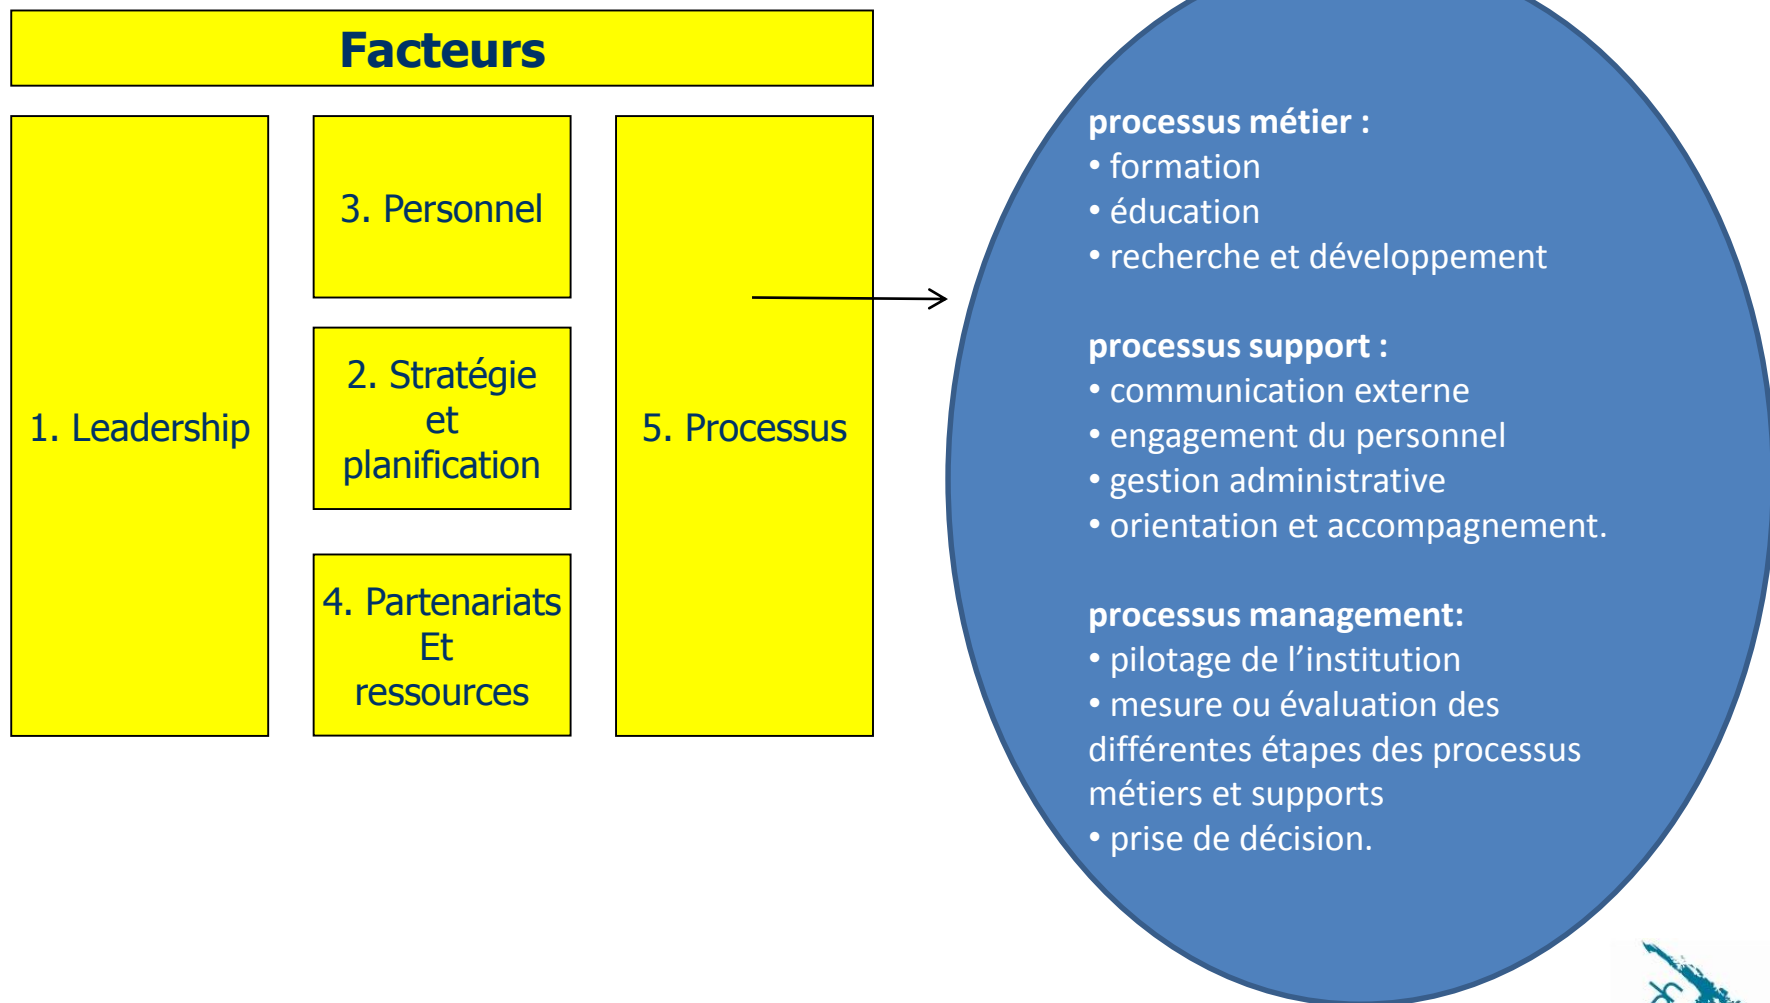 Facteurs
1. Leadership
3. Personnel
2. Stratégie
et
planification
4. Partenariats
Et
ressources
5. Processus
processus métier :
• formation
• éducation
• recherche et développement
processus support :
• communication externe
• engagement du personnel
• gestion administrative
• orientation et accompagnement.
processus management:
• pilotage de l’institution
• mesure ou évaluation des
différentes étapes des processus
métiers et supports
• prise de décision.